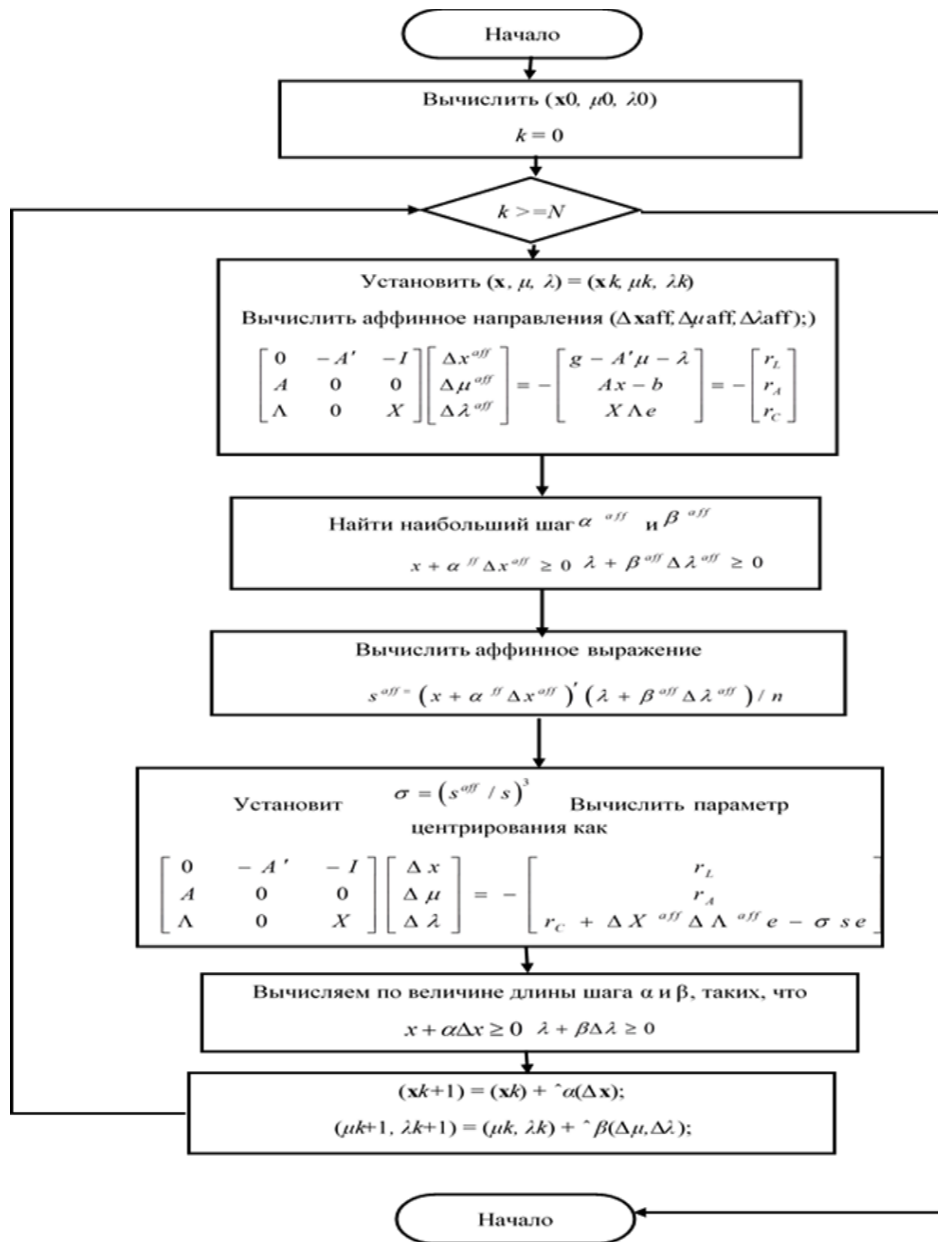 Начало
Вычислить (x0, μ0, λ0)
k = 0
k >=N
Установить (x, μ, λ) = (xk, μk, λk)
Вычислить аффинное направления (Δxaff,Δμaff,Δλaff);)
[0 −A′ −I; A 0 0; Λ 0 X] [Δx^aff; Δμ^aff; Δλ^aff] = − [g − A′μ − λ; Ax − b; XΛe] = − [r_L; r_A; r_C]
Найти наибольший шаг α^aff и β^aff
x + α^ff Δx^aff ≥ 0 λ + β^aff Δλ^aff ≥ 0
Вычислить аффинное выражение
s^aff = (x + α^ff Δx^aff)′ (λ + β^aff Δλ^aff) / n
Установит σ = (s^aff / s)^3 Вычислить параметр
центрирования как
[0 −A′ −I; A 0 0; Λ 0 X] [Δx; Δμ; Δλ] = − [r_L; r_A; r_C + ΔX^aff ΔΛ^aff e − σse]
Вычисляем по величине длины шага α и β, таких, что
x + αΔx ≥ 0 λ + βΔλ ≥ 0
(xk+1) = (xk) + ˆα(Δx);
(μk+1, λk+1) = (μk, λk) + ˆβ(Δμ,Δλ);
Начало